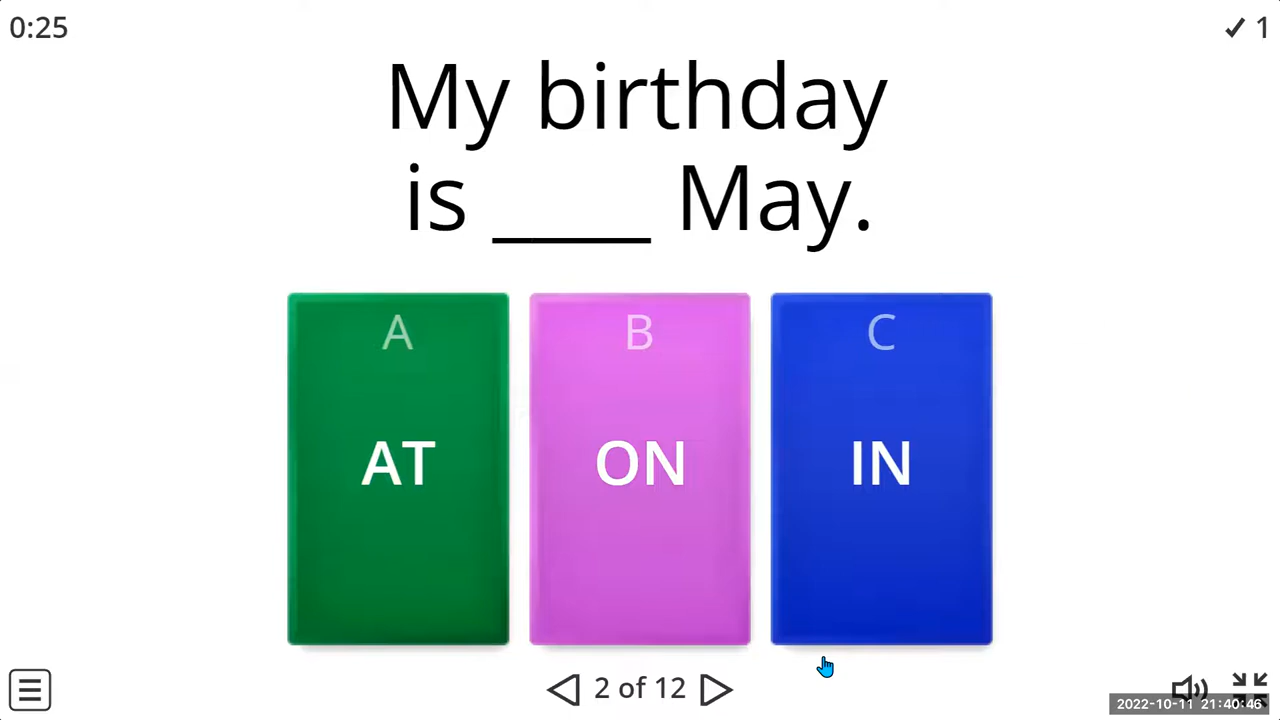 0:25
✓ 1
My birthday
is ____ May.
A
B
C
AT
ON
IN
2 of 12
2022-10-11 21:40:46